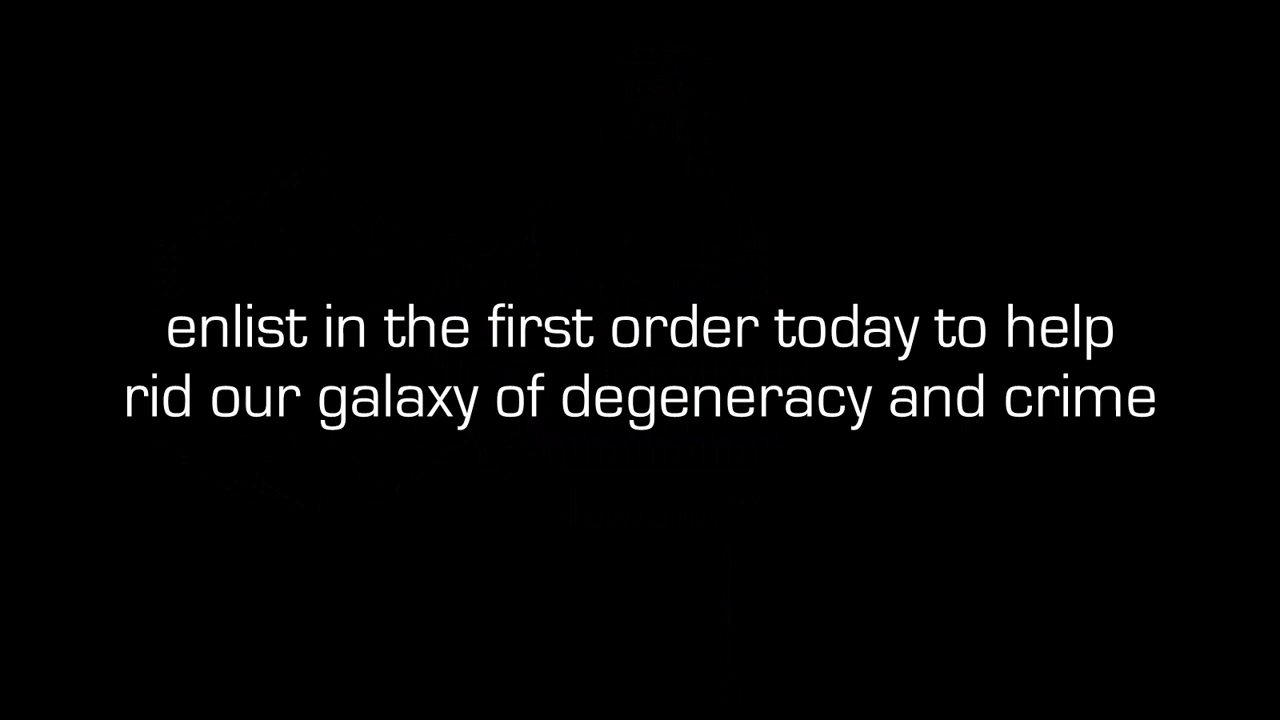 enlist in the first order today to help
rid our galaxy of degeneracy and crime